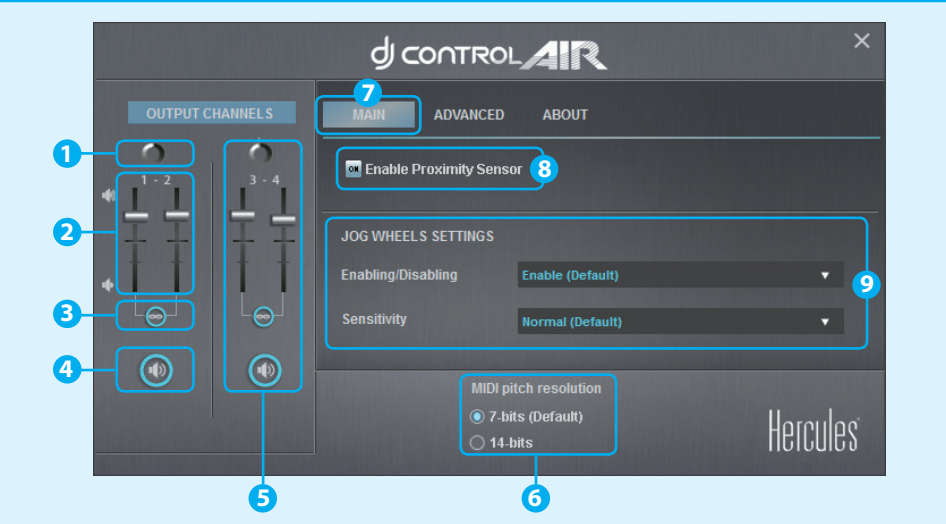 dj CONTROL AIR
7
OUTPUT CHANNELS
MAIN
ADVANCED
ABOUT
1
ON Enable Proximity Sensor
8
1 - 2
3 - 4
2
JOG WHEELS SETTINGS
Enabling/Disabling
Enable (Default)
9
Sensitivity
Normal (Default)
3
4
MIDI pitch resolution
7-bits (Default)
14-bits
Hercules
5
6